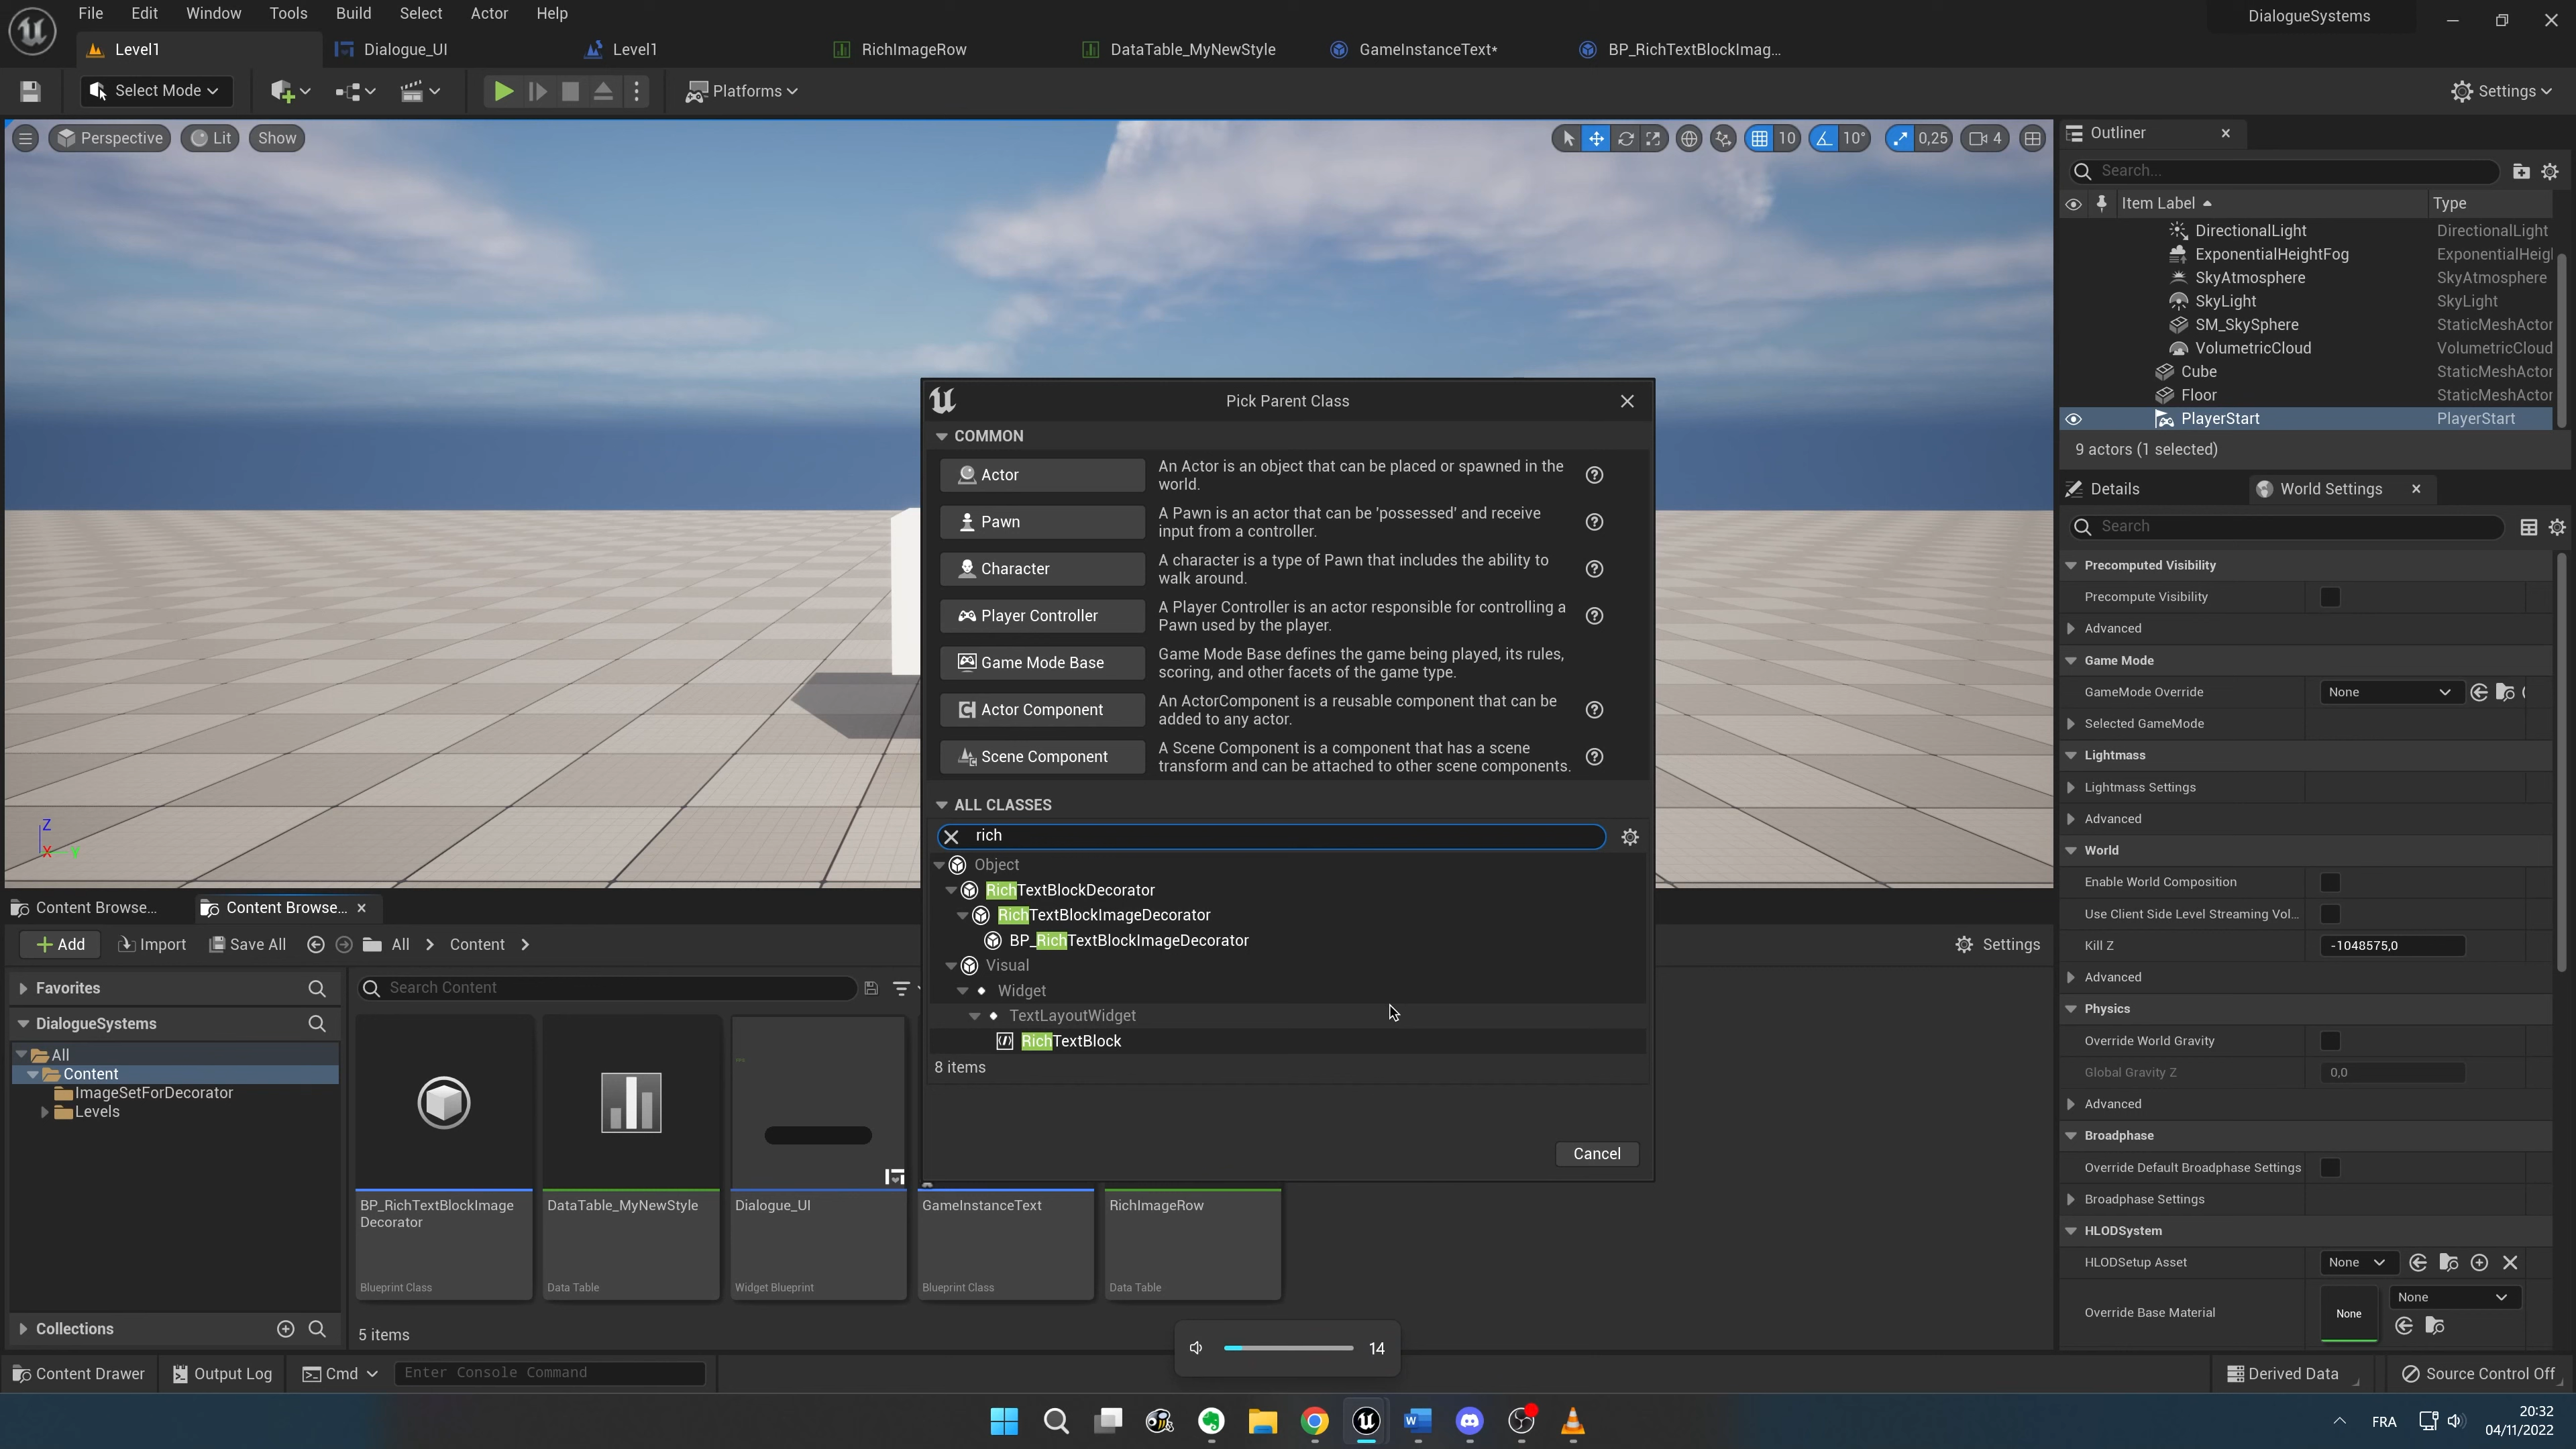 File Edit Window Tools Build Select Actor Help
DialogueSystems
Level1
Dialogue_UI
Level1
RichImageRow
DataTable_MyNewStyle
GameInstanceText*
BP_RichTextBlockImag...
Select Mode
Platforms
Settings
Perspective
Lit
Show
10
10°
0,25
4
Outliner
Search...
Item Label
Type
DirectionalLight DirectionalLight
ExponentialHeightFog ExponentialHeigl
SkyAtmosphere SkyAtmosphere
SkyLight SkyLight
SM_SkySphere StaticMeshActor
VolumetricCloud VolumetricCloud
Cube StaticMeshActor
Floor StaticMeshActor
PlayerStart PlayerStart
9 actors (1 selected)
Details
World Settings
Search
Precomputed Visibility
Precompute Visibility
Advanced
Game Mode
GameMode Override None
Selected GameMode
Lightmass
Lightmass Settings
Advanced
World
Enable World Composition
Use Client Side Level Streaming Vol...
Kill Z -1048575,0
Advanced
Physics
Override World Gravity
Global Gravity Z 0,0
Advanced
Broadphase
Override Default Broadphase Settings
Broadphase Settings
HLODSystem
HLODSetup Asset None
Override Base Material None None
Pick Parent Class
COMMON
Actor
An Actor is an object that can be placed or spawned in the
world.
Pawn
A Pawn is an actor that can be 'possessed' and receive
input from a controller.
Character
A character is a type of Pawn that includes the ability to
walk around.
Player Controller
A Player Controller is an actor responsible for controlling a
Pawn used by the player.
Game Mode Base
Game Mode Base defines the game being played, its rules,
scoring, and other facets of the game type.
Actor Component
An ActorComponent is a reusable component that can be
added to any actor.
Scene Component
A Scene Component is a component that has a scene
transform and can be attached to other scene components.
ALL CLASSES
rich
Object
RichTextBlockDecorator
RichTextBlockImageDecorator
BP_RichTextBlockImageDecorator
Visual
Widget
TextLayoutWidget
RichTextBlock
8 items
Cancel
Z
X
Y
Content Browse...
Content Browse...
Add
Import
Save All
All
Content
Settings
Favorites
Search Content
DialogueSystems
All
Content
ImageSetForDecorator
Levels
Collections
BP_RichTextBlockImage
Decorator
Blueprint Class
DataTable_MyNewStyle
Data Table
Dialogue_UI
Widget Blueprint
GameInstanceText
Blueprint Class
RichImageRow
Data Table
5 items
14
Content Drawer
Output Log
Cmd
Enter Console Command
Derived Data
Source Control Off
FRA
20:32
04/11/2022